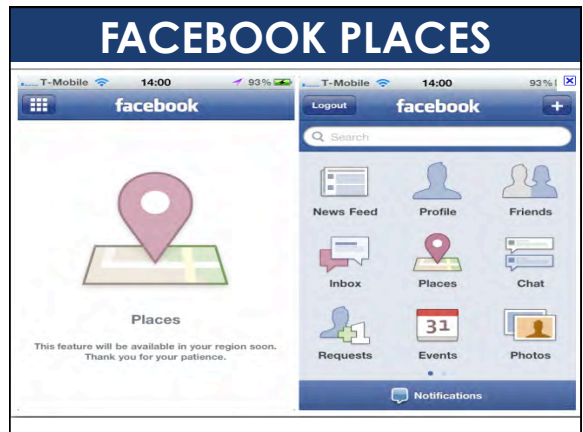 FACEBOOK PLACES
T-Mobile 14:00 93%
facebook
Places
This feature will be available in your region soon.
Thank you for your patience.
T-Mobile 14:00 93%
Logout facebook +
Search
News Feed Profile Friends
Inbox Places Chat
31
Requests Events Photos
Notifications